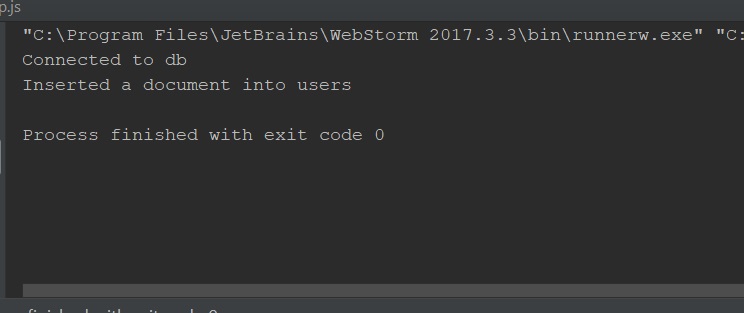 p.js
"C:\Program Files\JetBrains\WebStorm 2017.3.3\bin\runnerw.exe" "C:
Connected to db
Inserted a document into users
Process finished with exit code 0